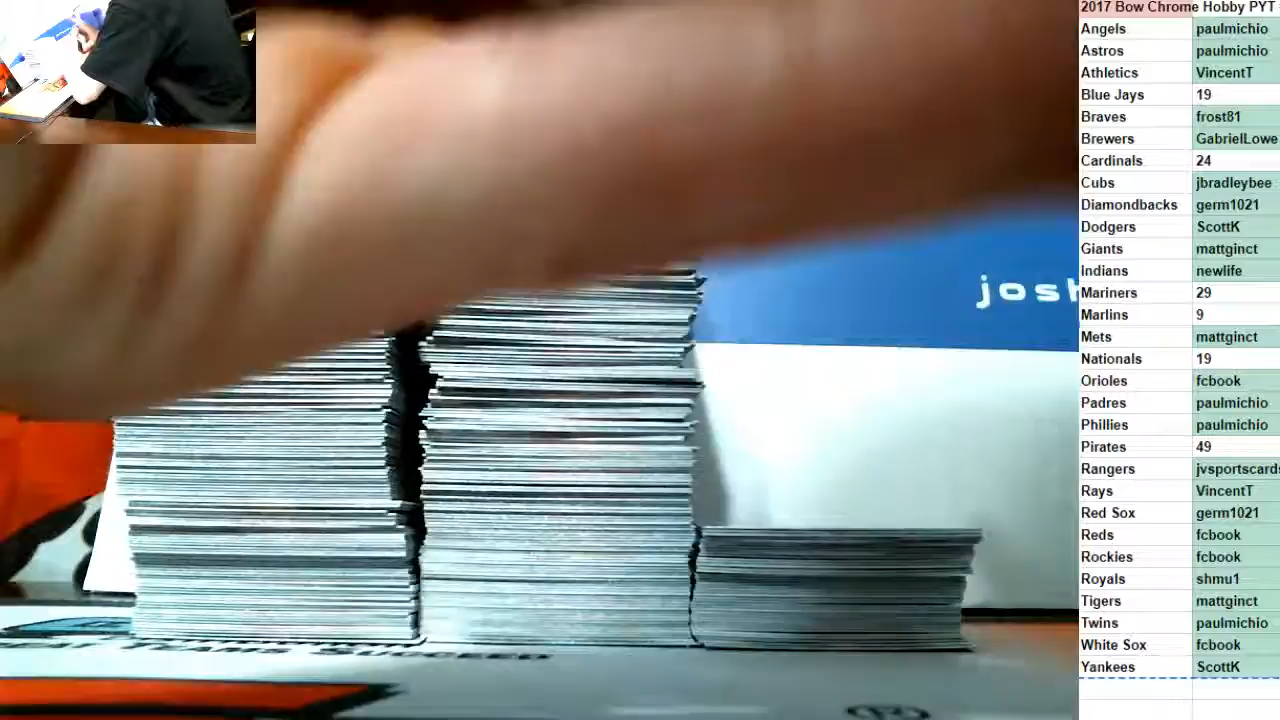 2017 Bow Chrome Hobby PYT
Angels paulmichio
Astros paulmichio
Athletics VincentT
Blue Jays 19
Braves frost81
Brewers GabrielLowe
Cardinals 24
Cubs jbradleybee
Diamondbacks germ1021
Dodgers ScottK
Giants mattginct
Indians newlife
Mariners 29
Marlins 9
Mets mattginct
Nationals 19
Orioles fcbook
Padres paulmichio
Phillies paulmichio
Pirates 49
Rangers jvsportscards
Rays VincentT
Red Sox germ1021
Reds fcbook
Rockies fcbook
Royals shmu1
Tigers mattginct
Twins paulmichio
White Sox fcbook
Yankees ScottK
josh
Teams Succeed